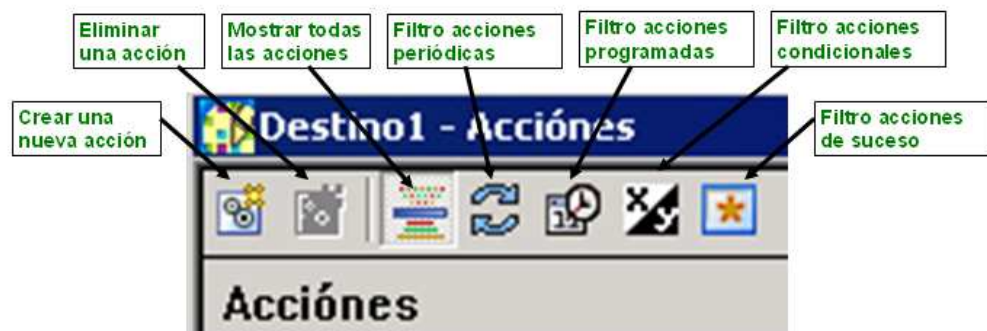 Eliminar
una acción
Mostrar todas
las acciones
Filtro acciones
periódicas
Filtro acciones
programadas
Filtro acciones
condicionales
Crear una
nueva acción
Filtro acciones
de suceso
Destino1 - Acciónes
11
X
y
Acciónes